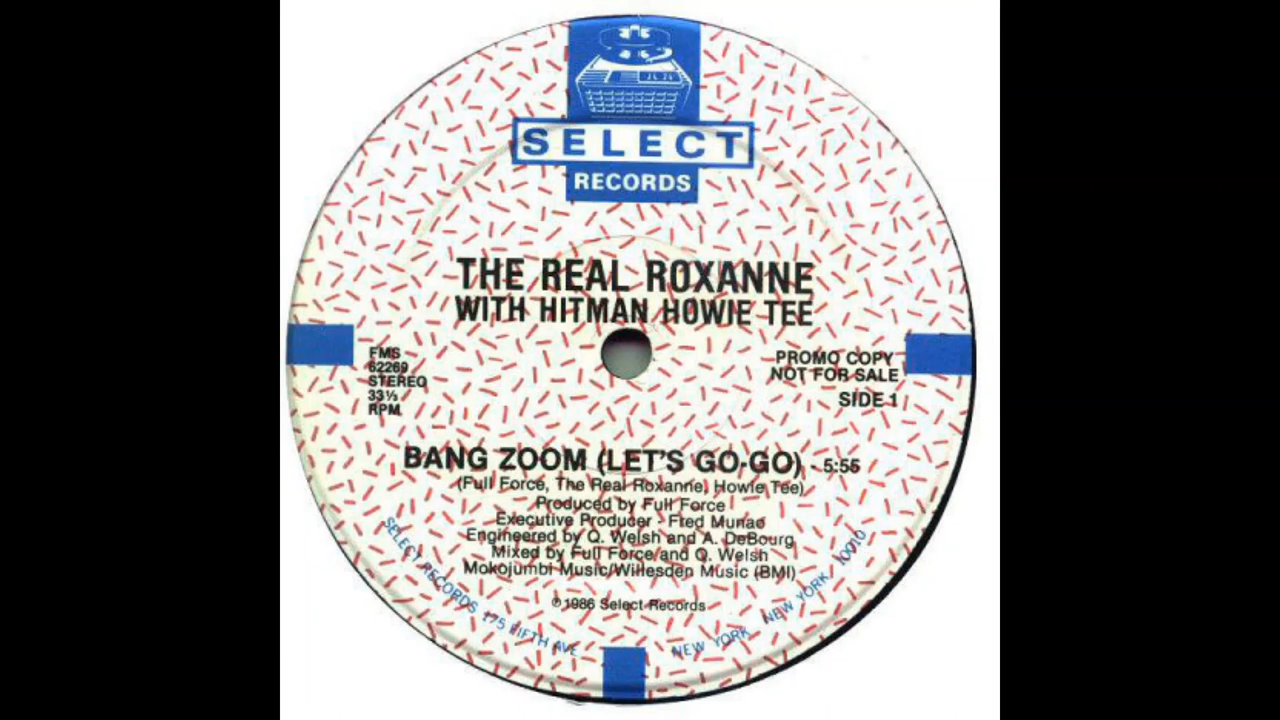 SELECT
RECORDS
THE REAL ROXANNE
WITH HITMAN HOWIE TEE
FMS
62269
STEREO
33⅓
RPM
PROMO COPY
NOT FOR SALE
SIDE 1
BANG ZOOM (LET'S GO-GO) - 5:55
(Full Force, The Real Roxanne, Howie Tee)
Produced by Full Force
Executive Producer - Fred Munao
Engineered by Q. Welsh and A. DeBourg
Mixed by Full Force and Q. Welsh
Mokojumbi Music/Willesden Music (BMI)
℗1986 Select Records
SELECT RECORDS 175 FIFTH AVE. NEW YORK NEW YORK 10010